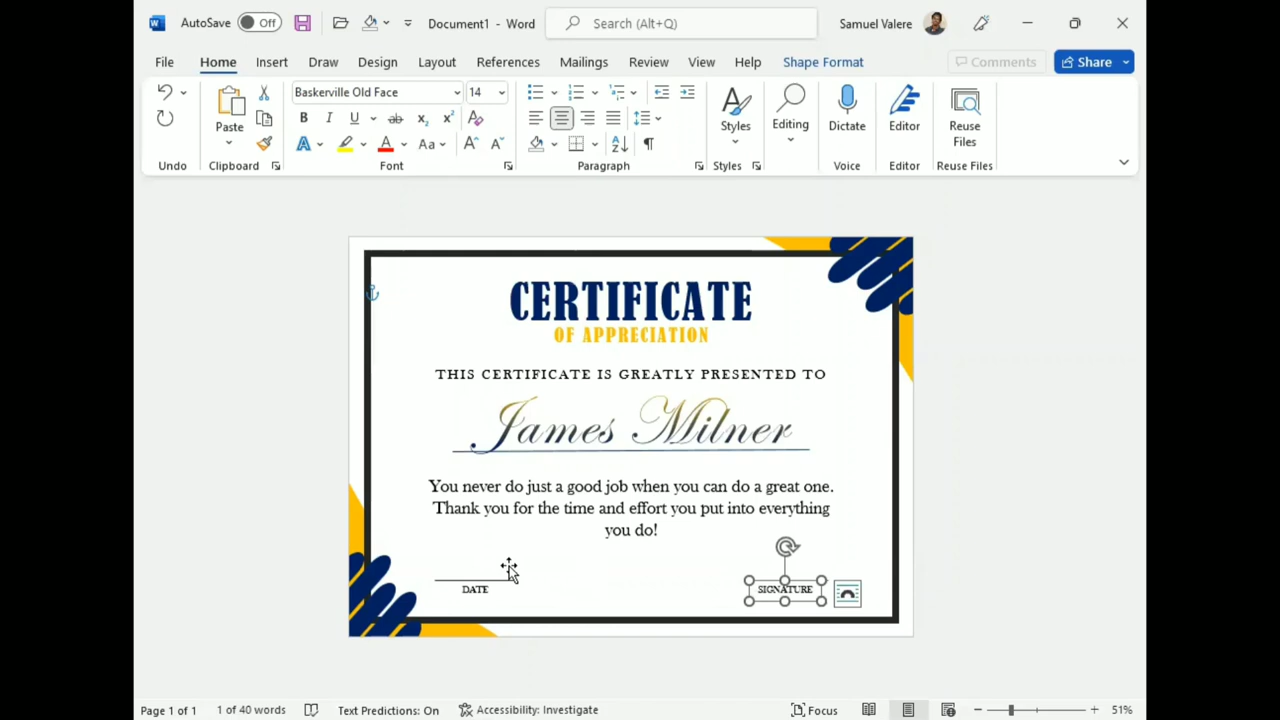 AutoSave Off Document1 - Word Search (Alt+Q) Samuel Valere
File Home Insert Draw Design Layout References Mailings Review View Help Shape Format Comments Share
Baskerville Old Face 14
Paste
B I U ab x₂ x² A
A A Aa A A
Styles Editing Dictate Editor Reuse Files
Undo Clipboard Font Paragraph Styles Voice Editor Reuse Files
CERTIFICATE
OF APPRECIATION
THIS CERTIFICATE IS GREATLY PRESENTED TO
James Milner
You never do just a good job when you can do a great one.
Thank you for the time and effort you put into everything
you do!
DATE SIGNATURE
Page 1 of 1 1 of 40 words Text Predictions: On Accessibility: Investigate Focus 51%